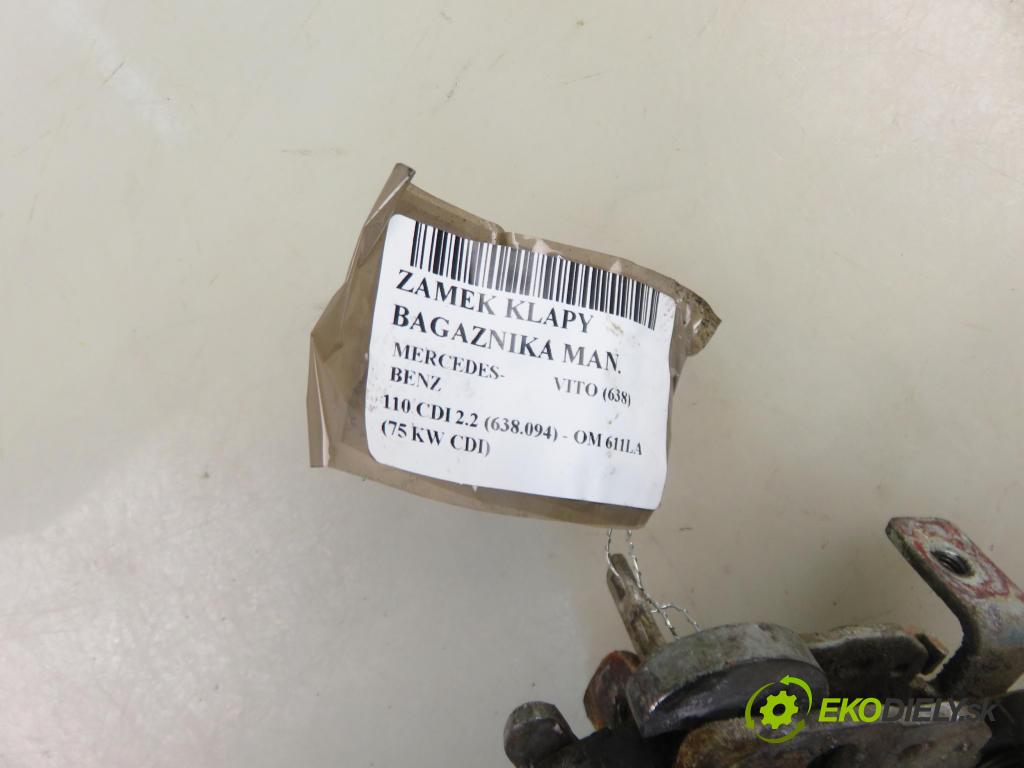 ZAMEK KLAPY
BAGAZNIKA MAN.
MERCEDES-BENZ VITO (638)
110 CDI 2.2 (638.094) - OM 611LA
(75 KW CDI)
EKODIELY.SK